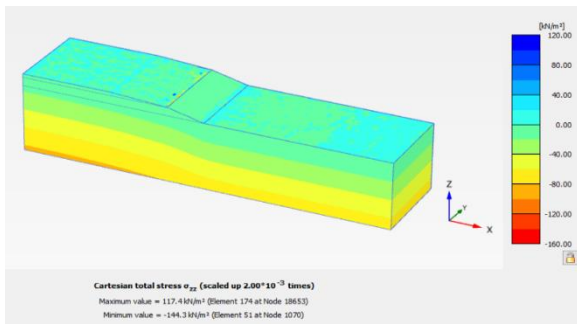 [kN/m²]
120.00
80.00
40.00
0.00
-40.00
-80.00
-120.00
-160.00
Z
Y
X
Cartesian total stress σzz (scaled up 2.00*10⁻³ times)
Maximum value = 117.4 kN/m² (Element 174 at Node 18653)
Minimum value = -144.3 kN/m² (Element 51 at Node 1070)